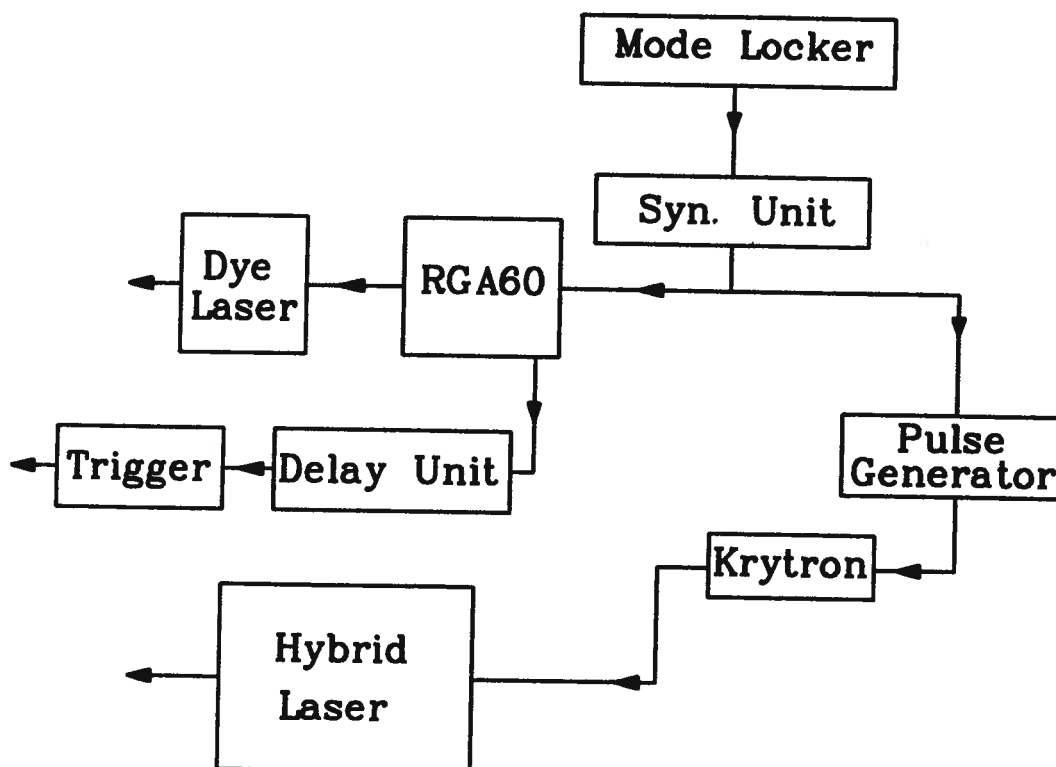 Mode Locker
Syn. Unit
Dye
Laser
RGA60
Trigger
Delay Unit
Pulse
Generator
Krytron
Hybrid
Laser